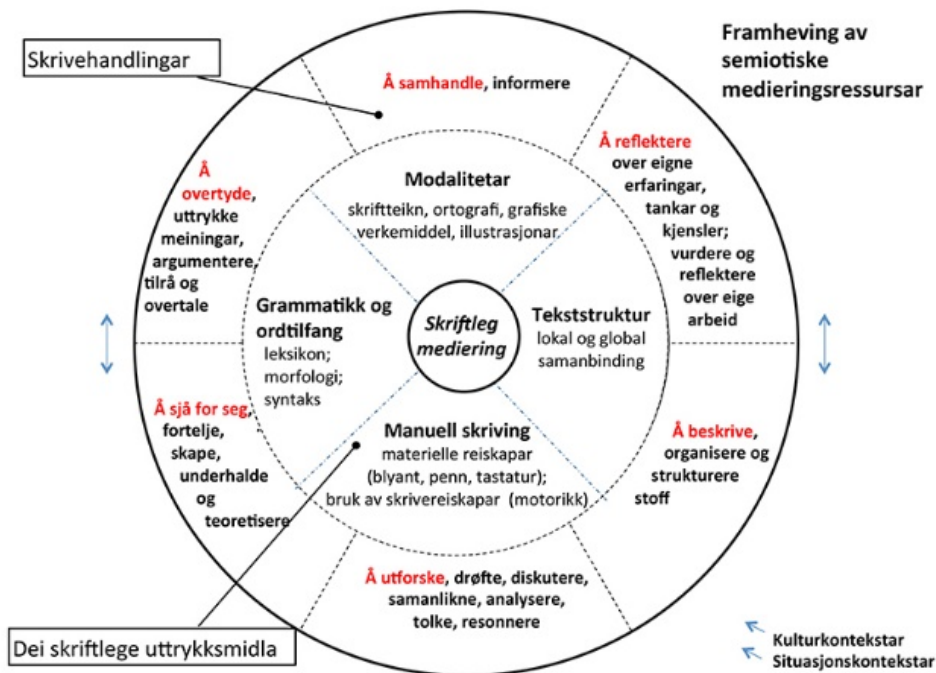 Skrivehandlingar
Framheving av
semiotiske
medieringsressursar
Å samhandle, informere
Å reflektere
over eigne
erfaringar,
tankar og
kjensler;
vurdere og
reflektere
over eige
arbeid
Å
overtyde,
uttrykke
meiningar,
argumentere,
tilrå og
overtale
Modalitetar
skriftteikn, ortografi, grafiske
verkemiddel, illustrasjonar
Grammatikk og
ordtilfang
leksikon;
morfologi;
syntaks
Skriftleg
mediering
Tekststruktur
lokal og global
samanbinding
Manuell skriving
materielle reiskapar
(blyant, penn, tastatur);
bruk av skrivereiskapar (motorikk)
Å sjå for seg,
fortelje,
skape,
underhalde
og
teoretisere
Å beskrive,
organisere og
strukturere
stoff
Å utforske, drøfte, diskutere,
samanlikne, analysere,
tolke, resonnere
Dei skriftlege uttrykksmidla
Kulturkontekstar
Situasjonskontekstar